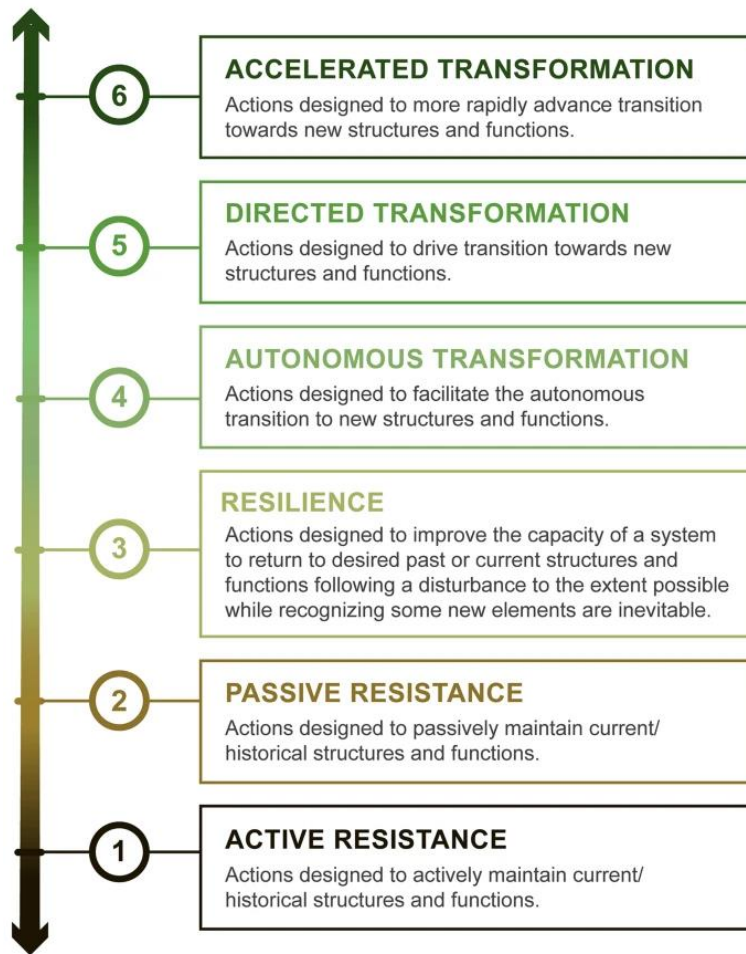 6
ACCELERATED TRANSFORMATION
Actions designed to more rapidly advance transition
towards new structures and functions.
5
DIRECTED TRANSFORMATION
Actions designed to drive transition towards new
structures and functions.
4
AUTONOMOUS TRANSFORMATION
Actions designed to facilitate the autonomous
transition to new structures and functions.
3
RESILIENCE
Actions designed to improve the capacity of a system
to return to desired past or current structures and
functions following a disturbance to the extent possible
while recognizing some new elements are inevitable.
2
PASSIVE RESISTANCE
Actions designed to passively maintain current/
historical structures and functions.
1
ACTIVE RESISTANCE
Actions designed to actively maintain current/
historical structures and functions.